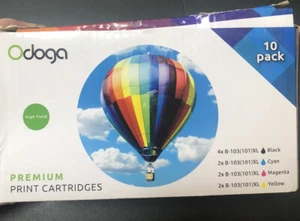 Odoga
10
pack
High Yield
4x B-103(101)XL Black
2x B-103(101)XL Cyan
2x B-103(101)XL Magenta
2x B-103(101)XL Yellow
PREMIUM
PRINT CARTRIDGES